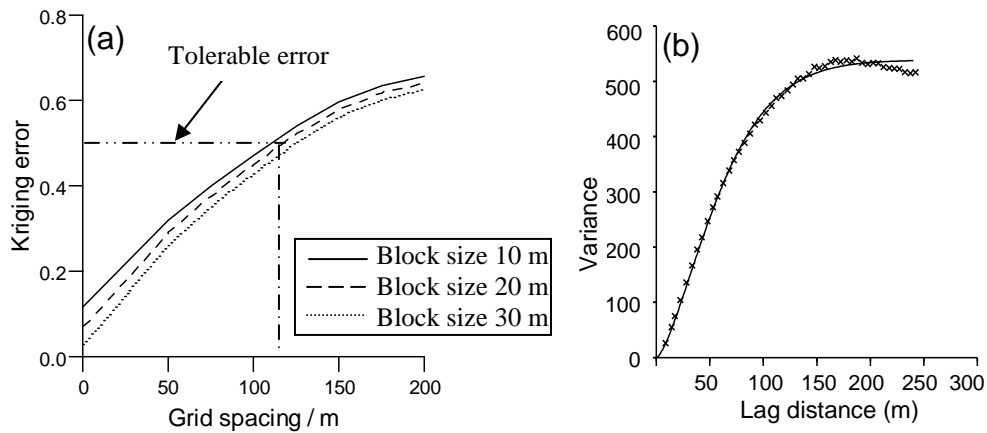 (a)
Tolerable error
Kriging error
0.8
0.6
0.4
0.2
0.0
0
50
100
150
200
Grid spacing / m
Block size 10 m
Block size 20 m
Block size 30 m
(b)
Variance
600
500
400
300
200
100
0
50
100
150
200
250
300
Lag distance (m)